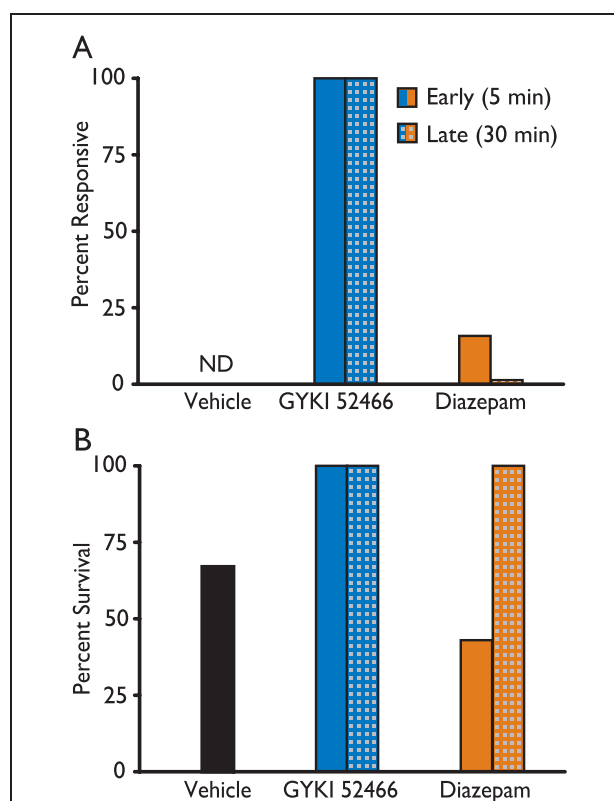 A
100
75
50
25
0
Percent Responsive
Early (5 min)
Late (30 min)
ND
Vehicle GYKI 52466 Diazepam
B
100
75
50
25
0
Percent Survival
Vehicle GYKI 52466 Diazepam